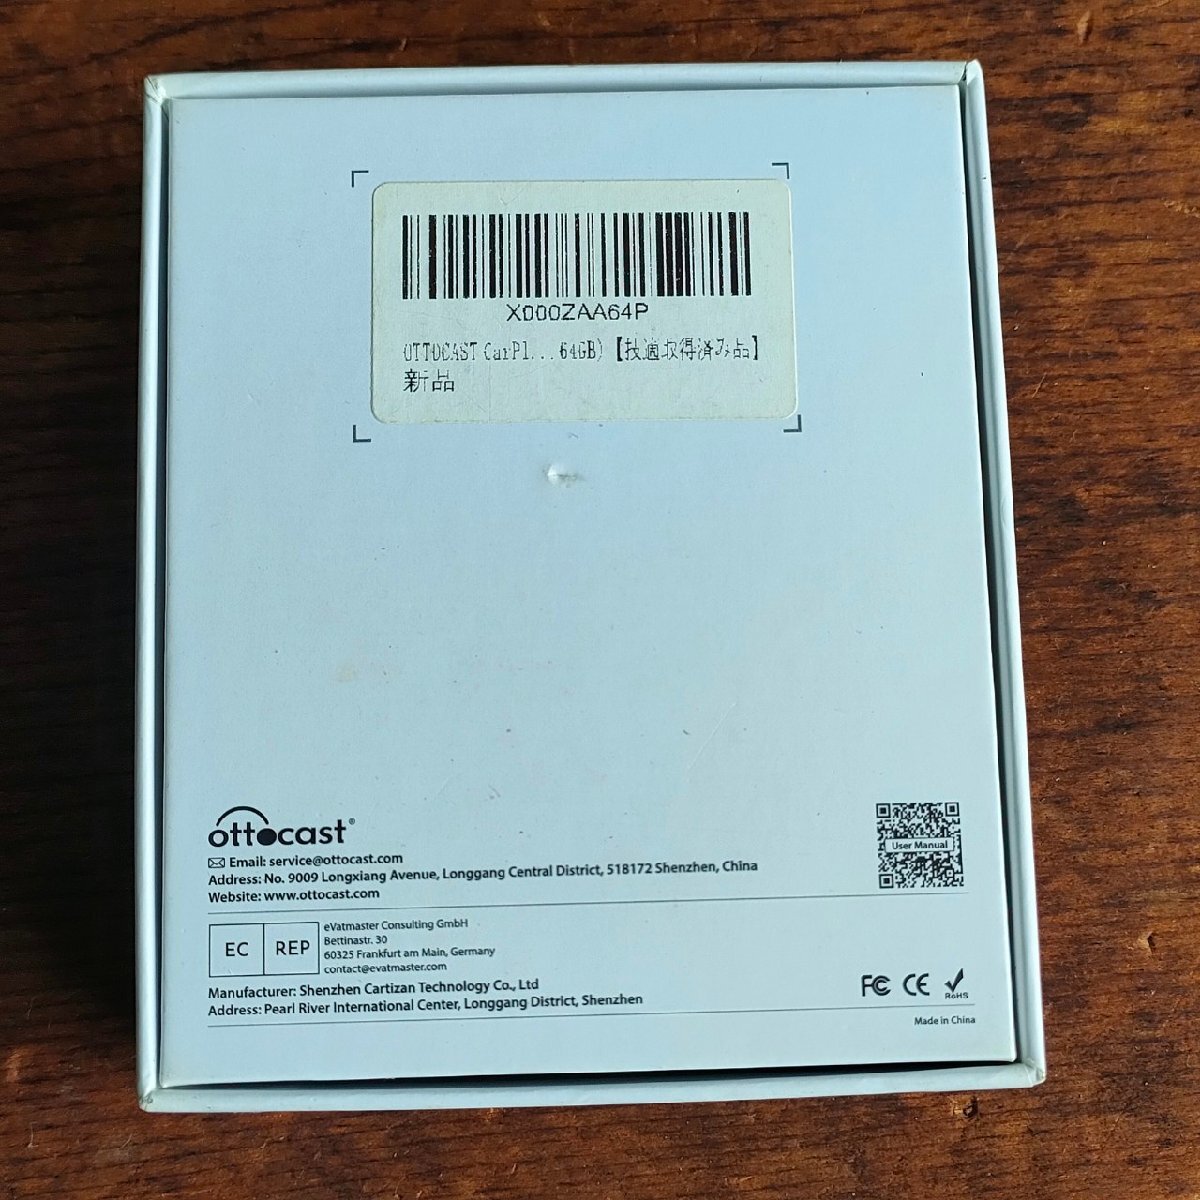 X000ZAA64P
OTTOCAST CarPl...64GB)【技適取得済み品】
新品
ottocast®
Email: service@ottocast.com
Address: No. 9009 Longxiang Avenue, Longgang Central District, 518172 Shenzhen, China
Website: www.ottocast.com
User Manual
EC REP
eVatmaster Consulting GmbH
Bettinastr. 30
60325 Frankfurt am Main, Germany
contact@evatmaster.com
Manufacturer: Shenzhen Cartizan Technology Co., Ltd
Address: Pearl River International Center, Longgang District, Shenzhen
FC CE RoHS
Made in China